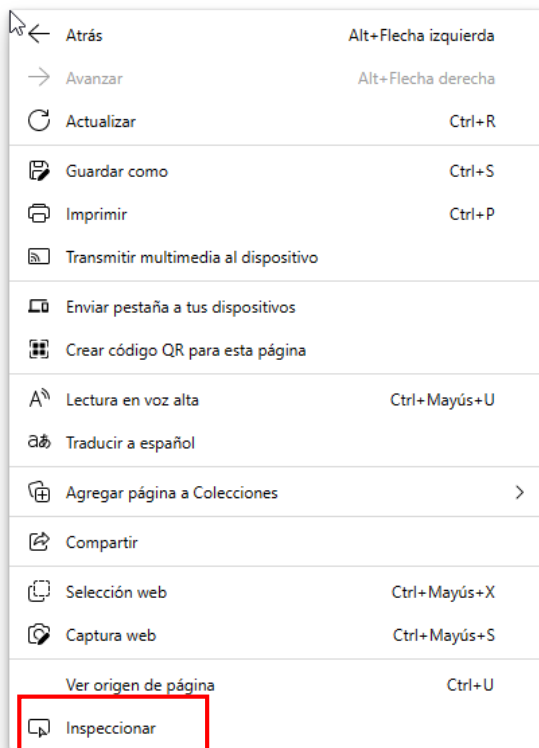 Atrás Alt+Flecha izquierda
Avanzar Alt+Flecha derecha
Actualizar Ctrl+R
Guardar como Ctrl+S
Imprimir Ctrl+P
Transmitir multimedia al dispositivo
Enviar pestaña a tus dispositivos
Crear código QR para esta página
Lectura en voz alta Ctrl+Mayús+U
Traducir a español
Agregar página a Colecciones
Compartir
Selección web Ctrl+Mayús+X
Captura web Ctrl+Mayús+S
Ver origen de página Ctrl+U
Inspeccionar